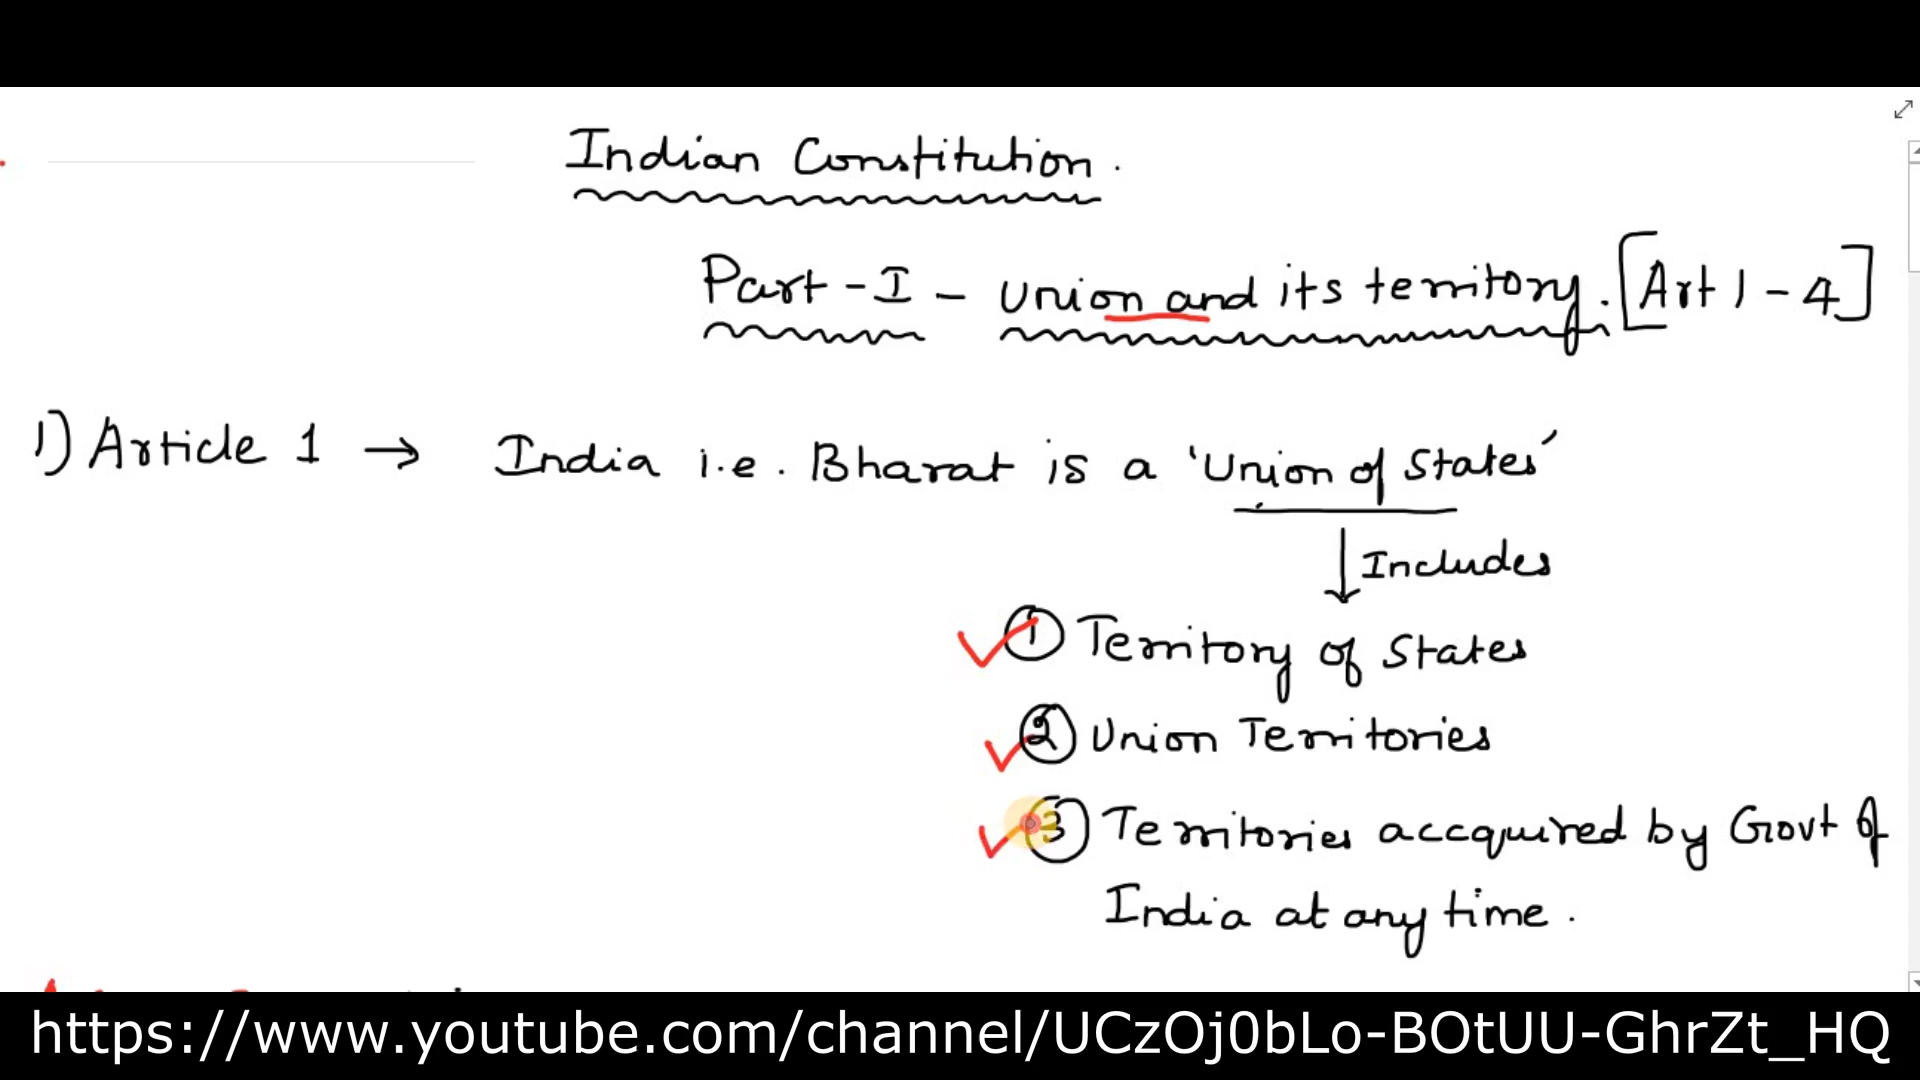 Indian Constitution.
Part-I - Union and its territory. [Art 1-4]
1) Article 1 → India i.e. Bharat is a 'Union of States'
↓ Includes
① Territory of States
② Union Territories
③ Territories accquired by Govt of
India at any time.
https://www.youtube.com/channel/UCzOj0bLo-BOtUU-GhrZt_HQ